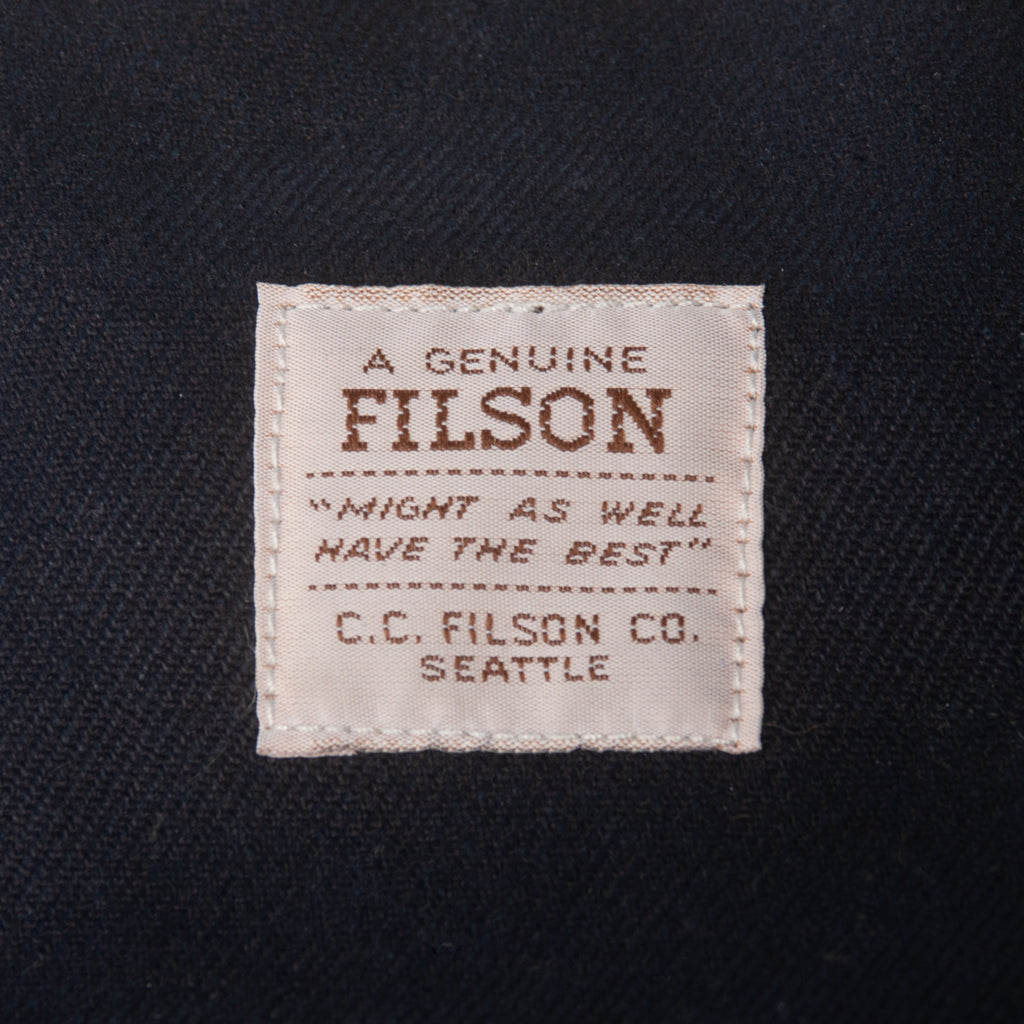 A GENUINE
FILSON
"MIGHT AS WELL
HAVE THE BEST"
C.C. FILSON CO.
SEATTLE